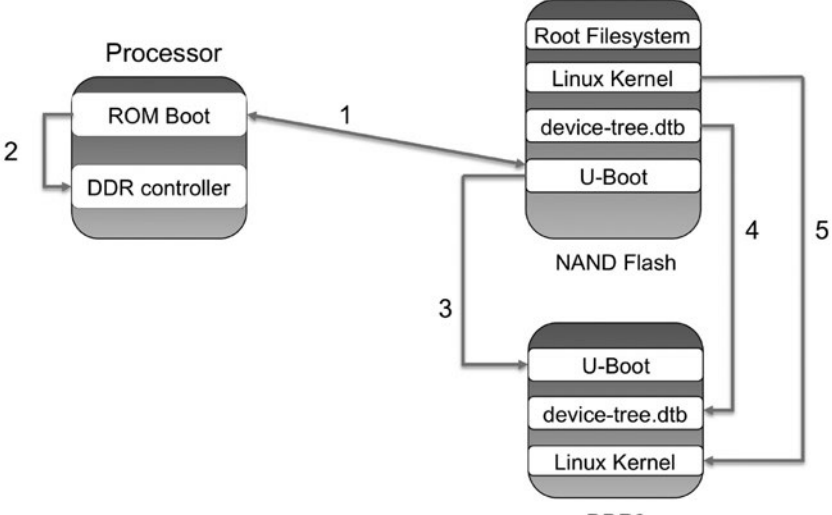 Processor
ROM Boot
DDR controller
1
2
Root Filesystem
Linux Kernel
device-tree.dtb
U-Boot
NAND Flash
3
4
5
U-Boot
device-tree.dtb
Linux Kernel